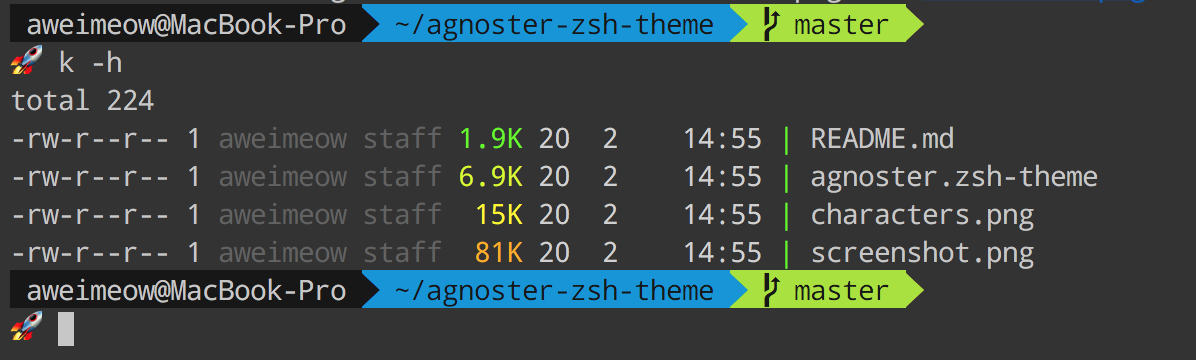 aweimeow@MacBook-Pro ~/agnoster-zsh-theme master
🚀 k -h
total 224
-rw-r--r-- 1 aweimeow staff 1.9K 20 2 14:55 | README.md
-rw-r--r-- 1 aweimeow staff 6.9K 20 2 14:55 | agnoster.zsh-theme
-rw-r--r-- 1 aweimeow staff 15K 20 2 14:55 | characters.png
-rw-r--r-- 1 aweimeow staff 81K 20 2 14:55 | screenshot.png
aweimeow@MacBook-Pro ~/agnoster-zsh-theme master
🚀